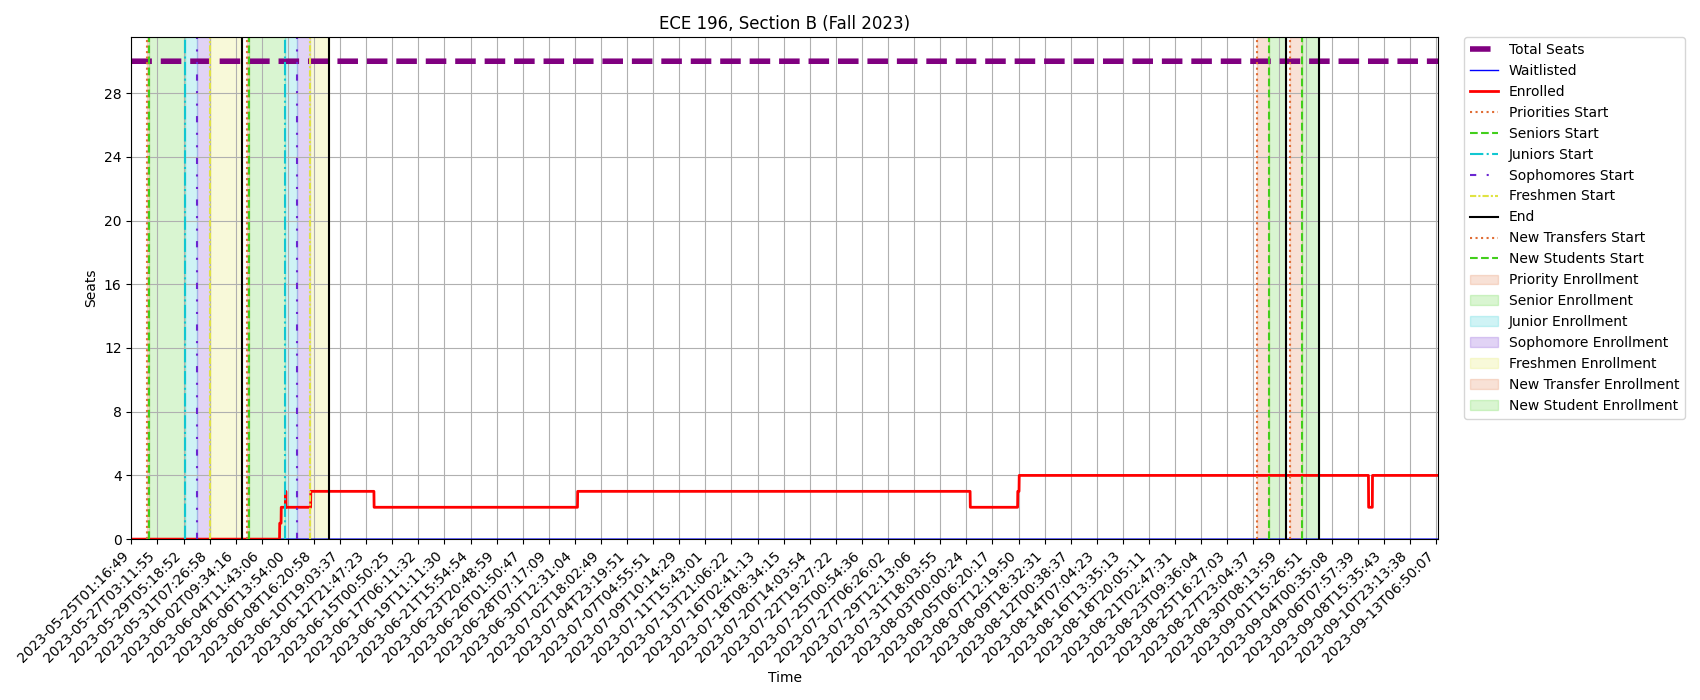 ECE 196, Section B (Fall 2023)
Seats
28
24
20
16
12
8
4
0
2023-05-25T01:16:49
2023-05-27T03:11:55
2023-05-29T05:18:52
2023-05-31T07:26:58
2023-06-02T09:34:16
2023-06-04T11:43:06
2023-06-06T13:54:00
2023-06-08T16:20:58
2023-06-10T19:03:37
2023-06-12T21:47:23
2023-06-15T00:50:25
2023-06-17T06:11:32
2023-06-19T11:11:30
2023-06-21T15:54:54
2023-06-23T20:48:59
2023-06-26T01:50:47
2023-06-28T07:17:09
2023-06-30T12:31:04
2023-07-02T18:02:49
2023-07-04T23:19:51
2023-07-07T04:55:51
2023-07-09T10:14:29
2023-07-11T15:43:01
2023-07-13T21:06:22
2023-07-16T02:41:13
2023-07-18T08:34:15
2023-07-20T14:03:54
2023-07-22T19:27:22
2023-07-25T00:54:36
2023-07-27T06:26:02
2023-07-29T12:13:06
2023-07-31T18:03:55
2023-08-03T00:00:24
2023-08-05T06:20:17
2023-08-07T12:19:50
2023-08-09T18:32:31
2023-08-12T00:38:37
2023-08-14T07:04:23
2023-08-16T13:35:13
2023-08-18T20:05:11
2023-08-21T02:47:31
2023-08-23T09:36:04
2023-08-25T16:27:03
2023-08-27T23:04:37
2023-08-30T08:13:59
2023-09-01T15:26:51
2023-09-04T00:35:08
2023-09-06T07:57:39
2023-09-08T15:35:43
2023-09-10T23:13:38
2023-09-13T06:50:07
Time
Total Seats
Waitlisted
Enrolled
Priorities Start
Seniors Start
Juniors Start
Sophomores Start
Freshmen Start
End
New Transfers Start
New Students Start
Priority Enrollment
Senior Enrollment
Junior Enrollment
Sophomore Enrollment
Freshmen Enrollment
New Transfer Enrollment
New Student Enrollment